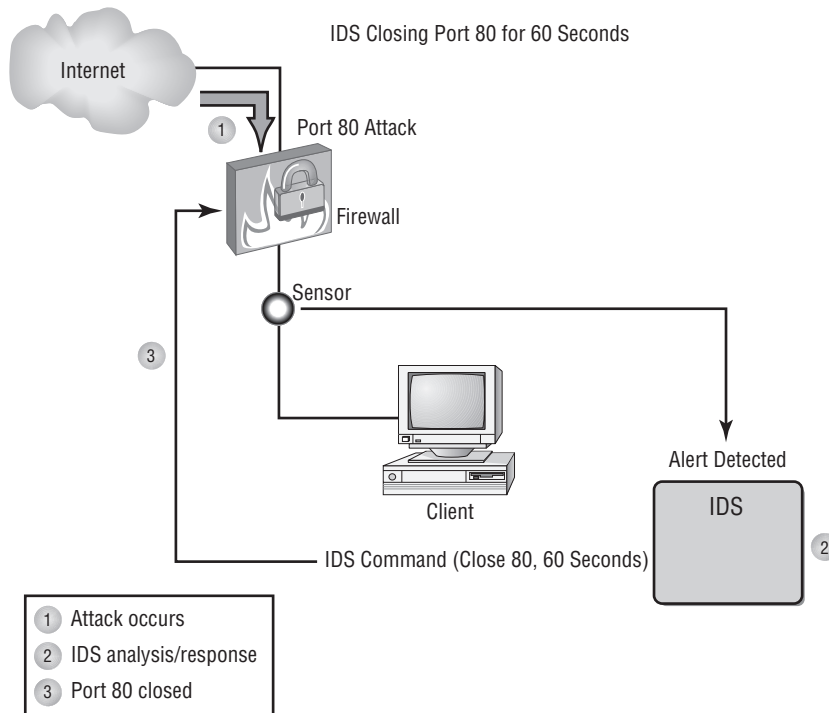 IDS Closing Port 80 for 60 Seconds
Internet
1
Port 80 Attack
Firewall
Sensor
3
Alert Detected
IDS
Client
2
IDS Command (Close 80, 60 Seconds)
1 Attack occurs
2 IDS analysis/response
3 Port 80 closed